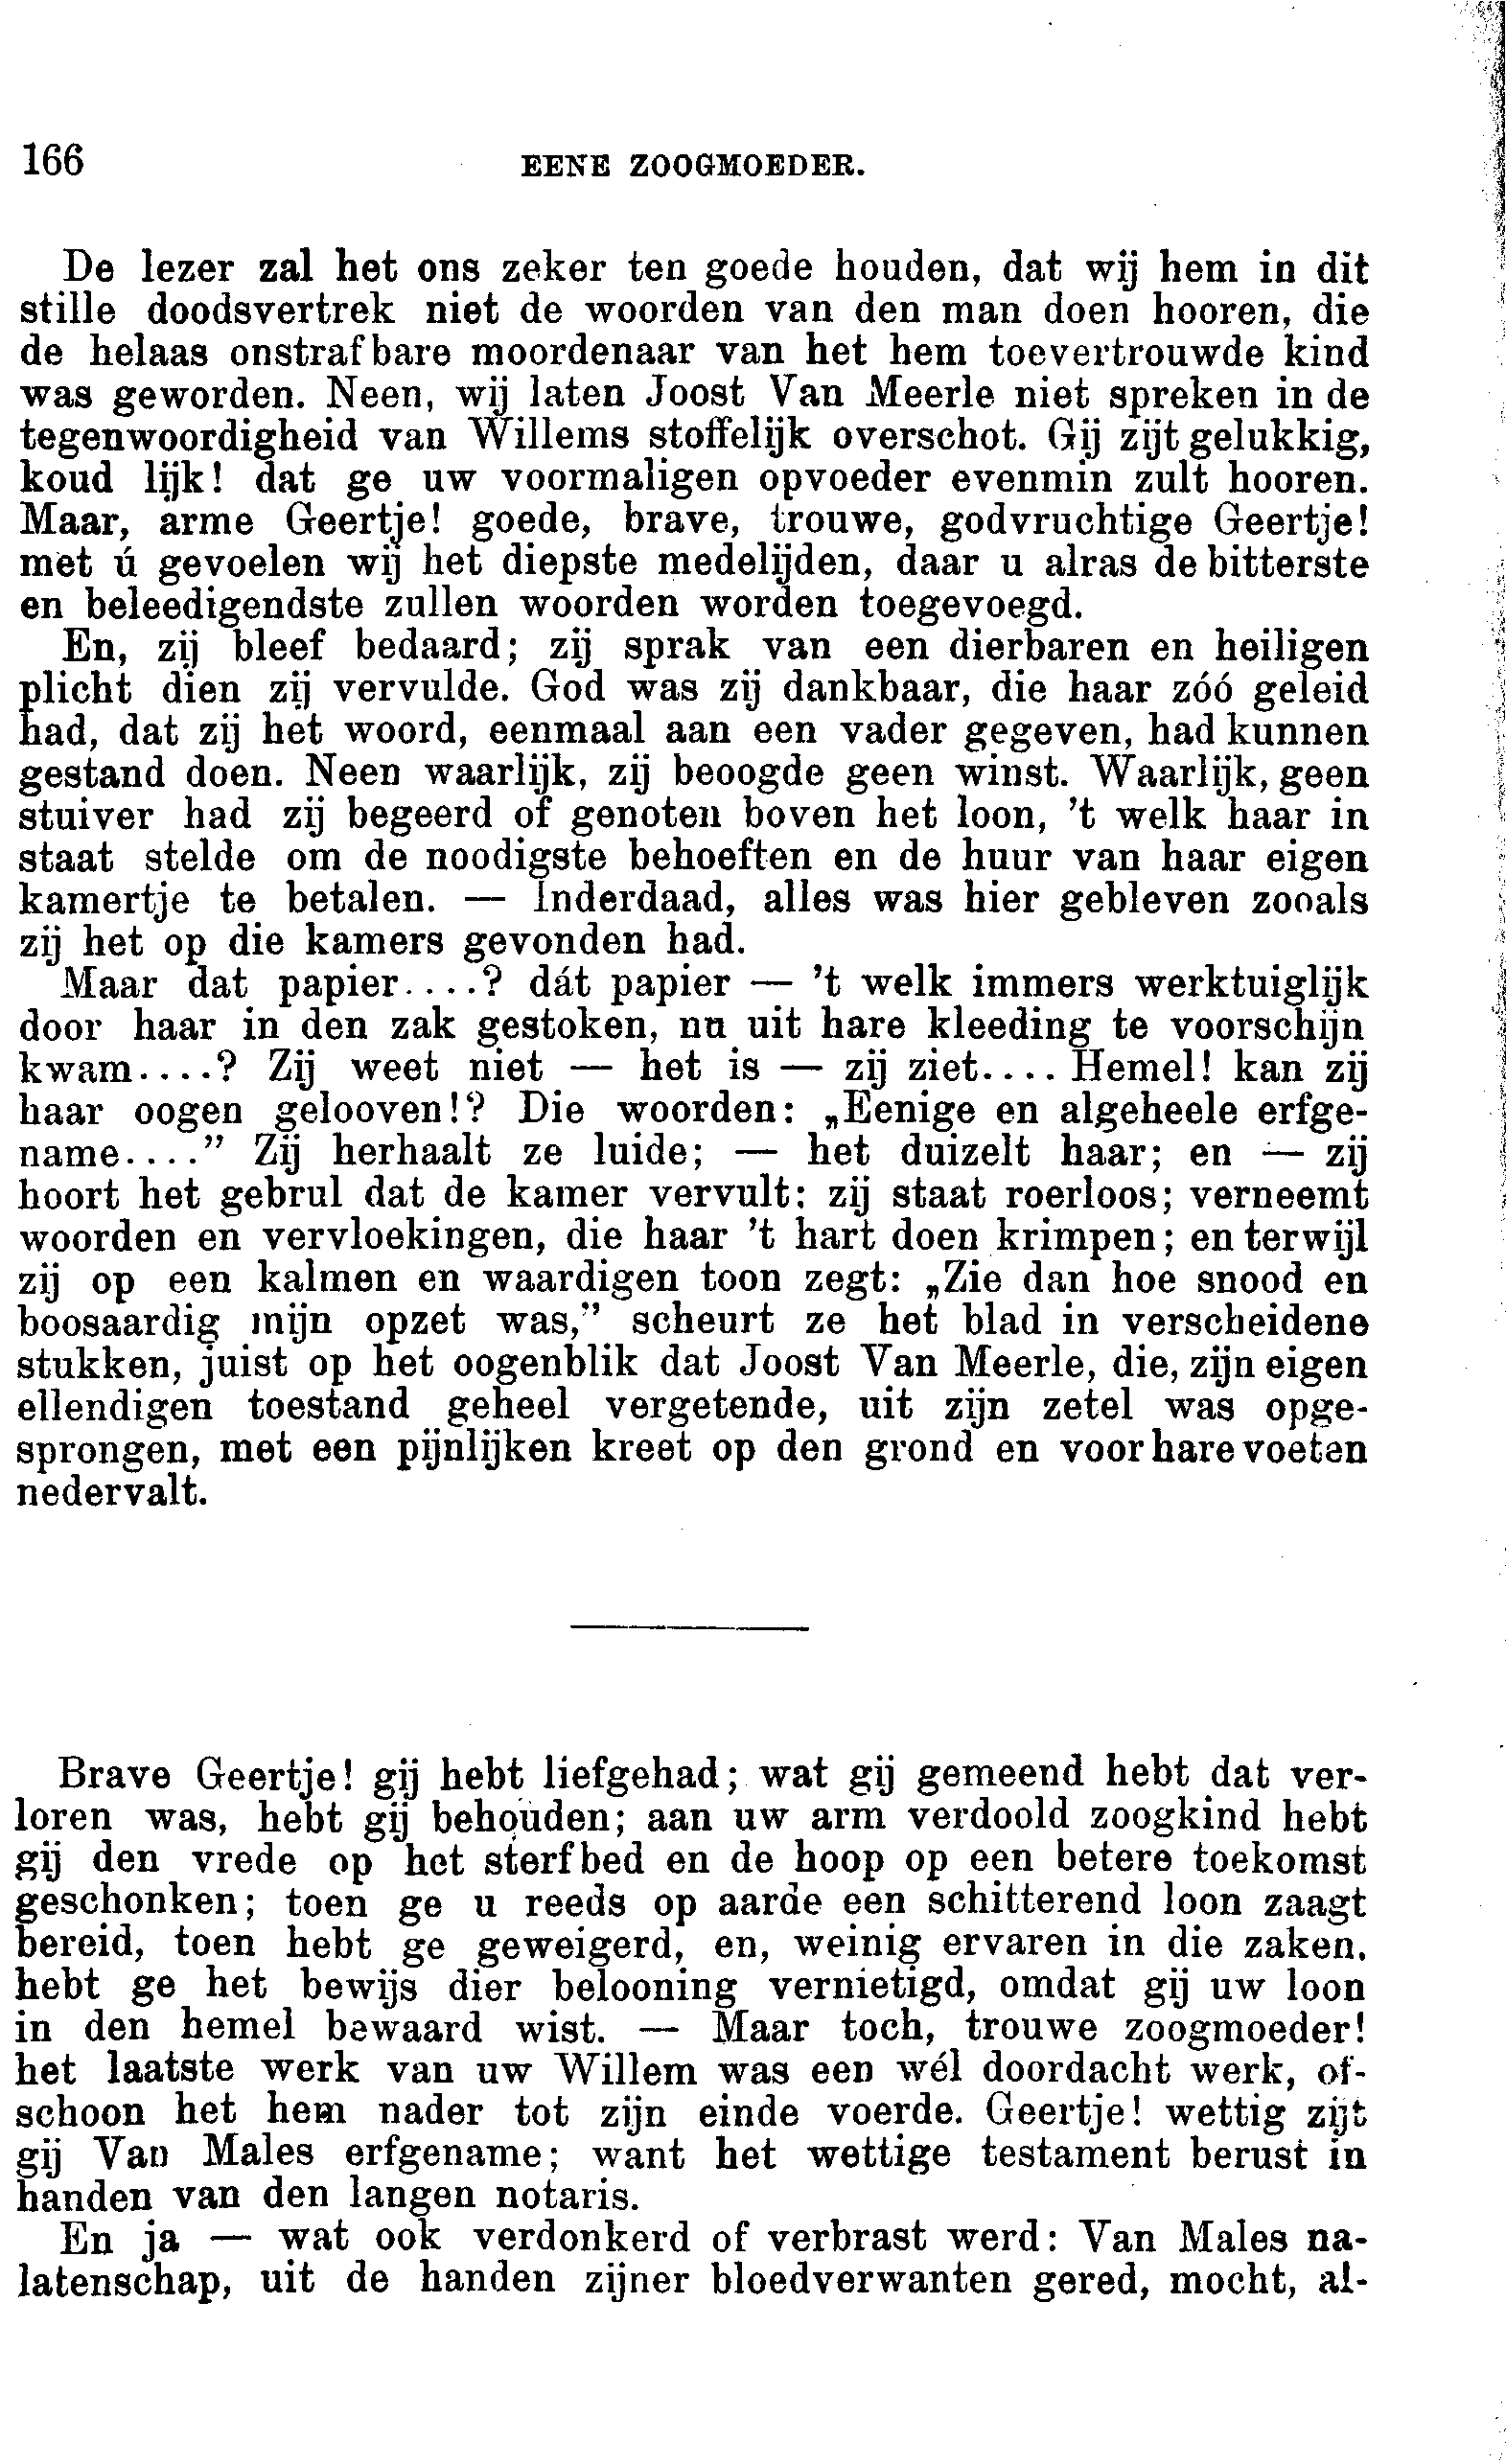 166
EENE ZOOGMOEDER.
De lezer zal het ons zeker ten goede houden, dat wij hem in dit
stille doodsvertrek niet de woorden van den man doen hooren, die
de helaas onstrafbare moordenaar van het hem toevertrouwde kind
was geworden. Neen, wij laten Joost Van Meerle niet spreken in de
tegenwoordigheid van Willems stoffelijk overschot. Gij zijt gelukkig,
koud lijk! dat ge uw voormaligen opvoeder evenmin zult hooren.
Maar, arme Geertje! goede, brave, trouwe, godvruchtige Geertje!
met ú gevoelen wij het diepste medelijden, daar u alras de bitterste
en beleedigendste zullen woorden worden toegevoegd.
En, zij bleef bedaard; zij sprak van een dierbaren en heiligen
plicht dien zij vervulde. God was zij dankbaar, die haar zóó geleid
had, dat zij het woord, eenmaal aan een vader gegeven, had kunnen
gestand doen. Neen waarlijk, zij beoogde geen winst. Waarlijk, geen
stuiver had zij begeerd of genoten boven het loon, 't welk haar in
staat stelde om de noodigste behoeften en de huur van haar eigen
kamertje te betalen. — Inderdaad, alles was hier gebleven zooals
zij het op die kamers gevonden had.
Maar dat papier....? dát papier — 't welk immers werktuiglijk
door haar in den zak gestoken, nu uit hare kleeding te voorschijn
kwam....? Zij weet niet — het is — zij ziet.... Hemel! kan zij
haar oogen gelooven!? Die woorden: „Eenige en algeheele erfge-
name....” Zij herhaalt ze luide; — het duizelt haar; en — zij
hoort het gebrul dat de kamer vervult: zij staat roerloos; verneemt
woorden en vervloekingen, die haar 't hart doen krimpen; en terwijl
zij op een kalmen en waardigen toon zegt: „Zie dan hoe snood en
boosaardig mijn opzet was,” scheurt ze het blad in verscheidene
stukken, juist op het oogenblik dat Joost Van Meerle, die, zijn eigen
ellendigen toestand geheel vergetende, uit zijn zetel was opge-
sprongen, met een pijnlijken kreet op den grond en voor hare voeten
nedervalt.
Brave Geertje! gij hebt liefgehad; wat gij gemeend hebt dat ver-
loren was, hebt gij behouden; aan uw arm verdoold zoogkind hebt
gij den vrede op het sterfbed en de hoop op een betere toekomst
geschonken; toen ge u reeds op aarde een schitterend loon zaagt
bereid, toen hebt ge geweigerd, en, weinig ervaren in die zaken,
hebt ge het bewijs dier belooning vernietigd, omdat gij uw loon
in den hemel bewaard wist. — Maar toch, trouwe zoogmoeder!
het laatste werk van uw Willem was een wél doordacht werk, of-
schoon het hem nader tot zijn einde voerde. Geertje! wettig zijt
gij Van Males erfgename; want het wettige testament berust in
handen van den langen notaris.
En ja — wat ook verdonkerd of verbrast werd: Van Males na-
latenschap, uit de handen zijner bloedverwanten gered, mocht, al-